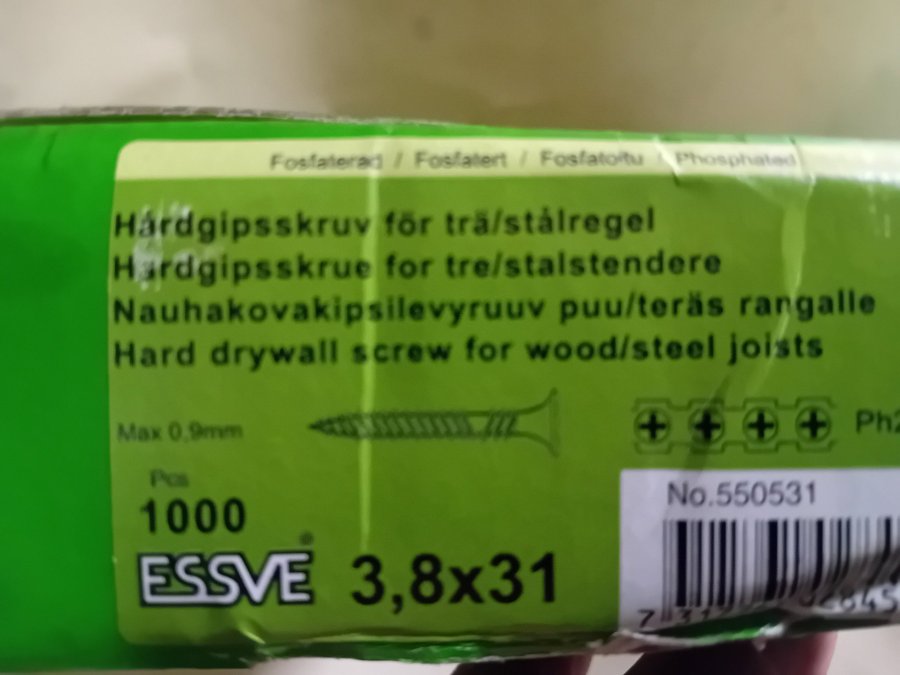 Fosfaterad / Fosfatert / Fosfatoitu / Phosphated
Hårdgipsskruv för trä/stålregel
Hardgipsskrue for tre/stalstendere
Nauhakovakipsilevyruuv puu/teräs rangalle
Hard drywall screw for wood/steel joists
Max 0,9mm
Ph2
Pcs
1000
No.550531
ESSVE®
3,8x31